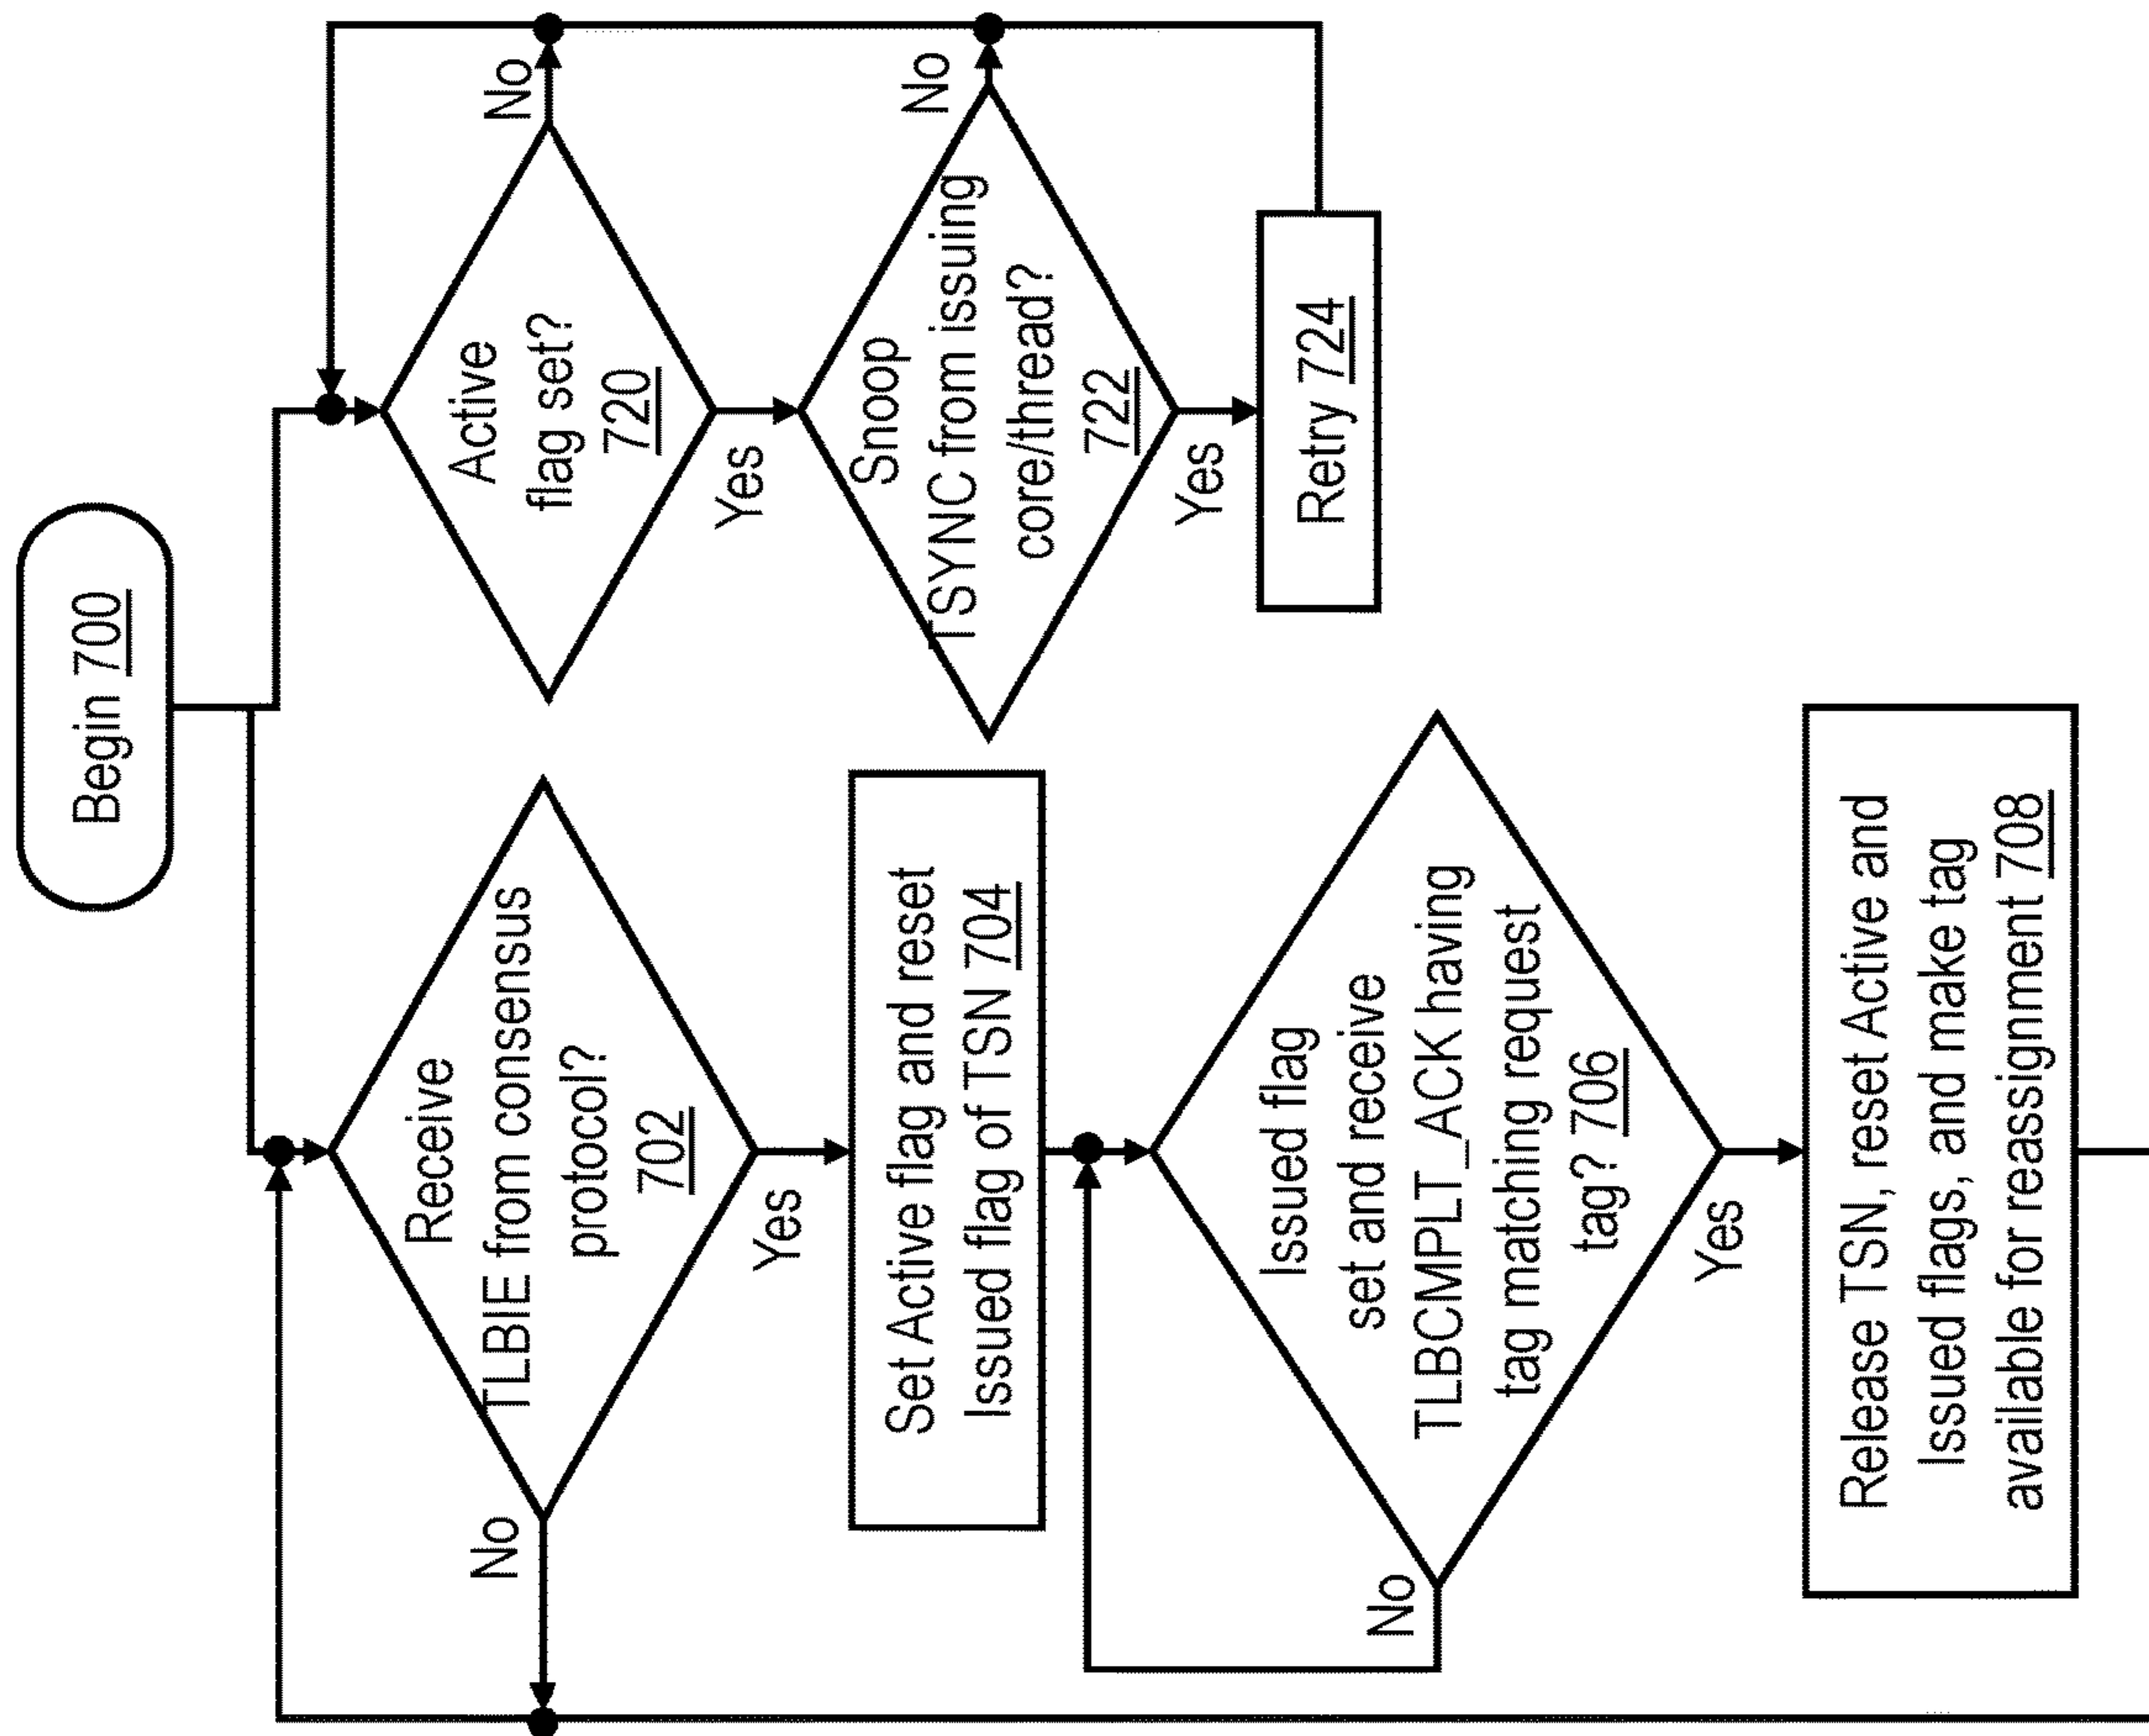 Begin 700
Receive
TLBIE from consensus
protocol?
702
No
Yes
Set Active flag and reset
Issued flag of TSN 704
Issued flag
set and receive
TLBCMPLT_ACK having
tag matching request
tag? 706
No
Yes
Release TSN, reset Active and
Issued flags, and make tag
available for reassignment 708
Active
flag set?
720
No
Yes
Snoop
TSYNC from issuing
core/thread?
722
No
Yes
Retry 724